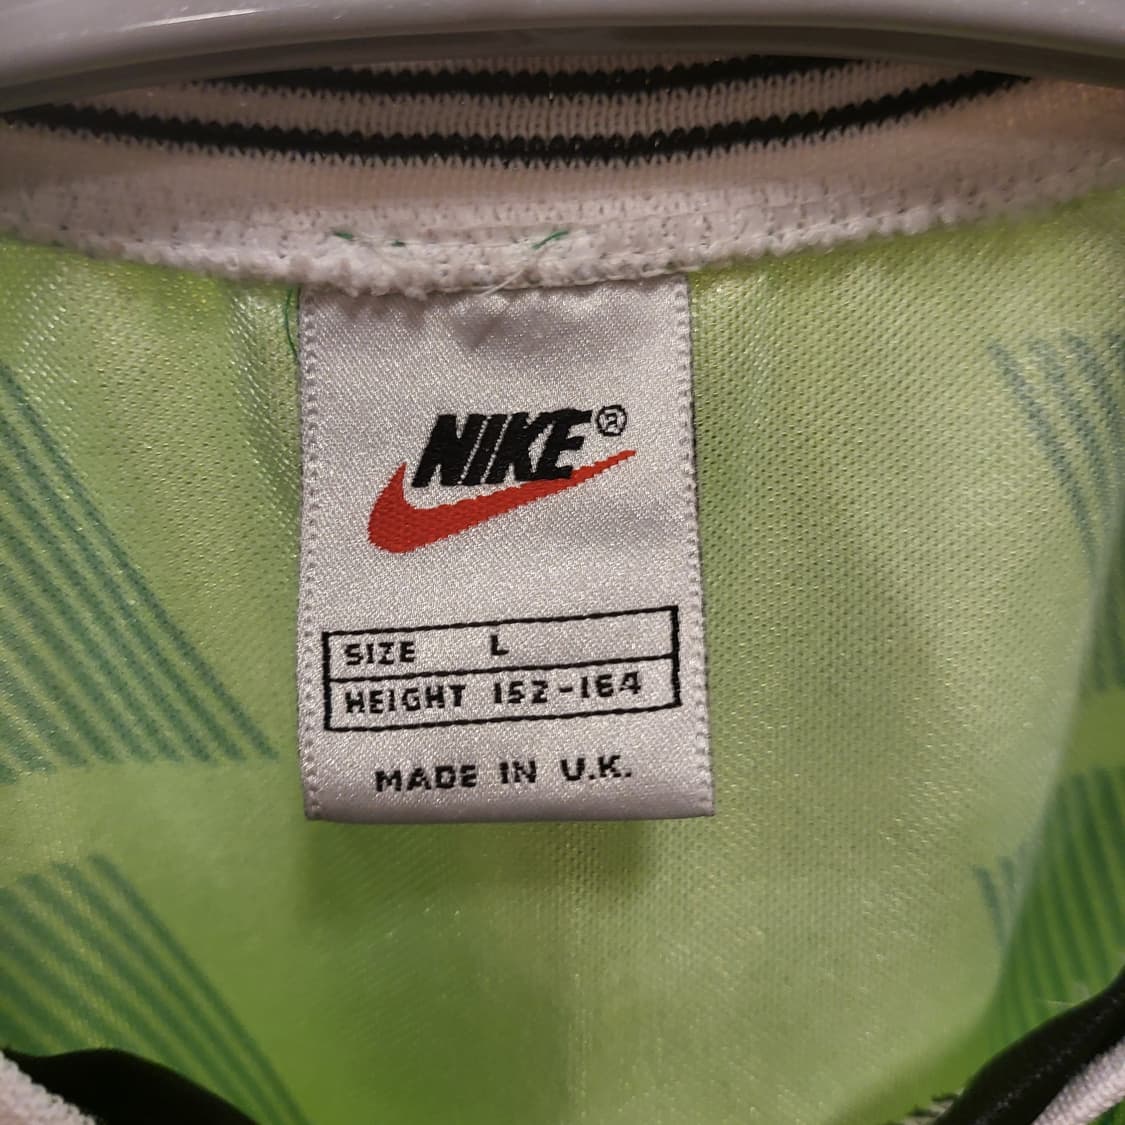 NIKE®
SIZE L
HEIGHT 152-164
MADE IN U.K.